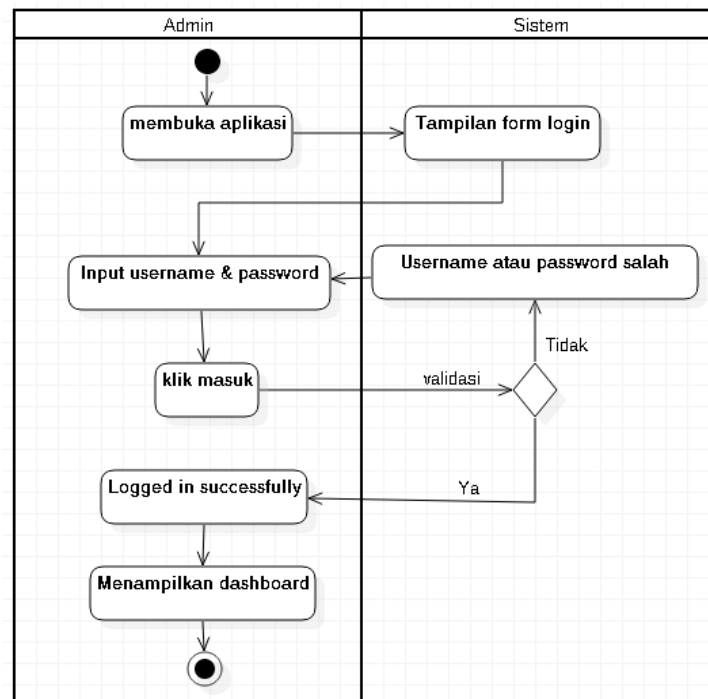 Admin
Sistem
membuka aplikasi
Tampilan form login
Input username & password
Username atau password salah
Tidak
klik masuk
validasi
Logged in successfully
Ya
Menampilkan dashboard